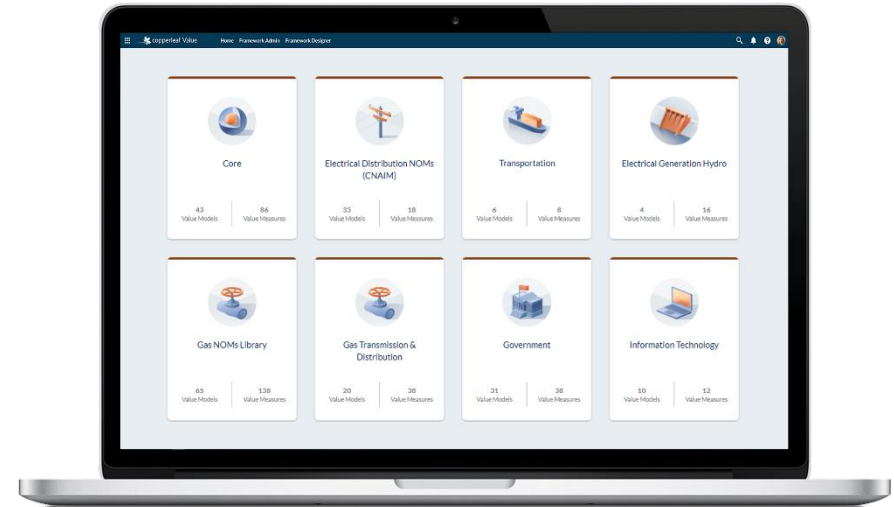 copperleaf Value Home Framework Admin Framework Designer
Core
43 86
Value Models Value Measures
Electrical Distribution NOMs
(CNAIM)
35 18
Value Models Value Measures
Transportation
6 8
Value Models Value Measures
Electrical Generation Hydro
4 16
Value Models Value Measures
Gas NOMs Library
65 138
Value Models Value Measures
Gas Transmission &
Distribution
20 38
Value Models Value Measures
Government
31 38
Value Models Value Measures
Information Technology
10 12
Value Models Value Measures